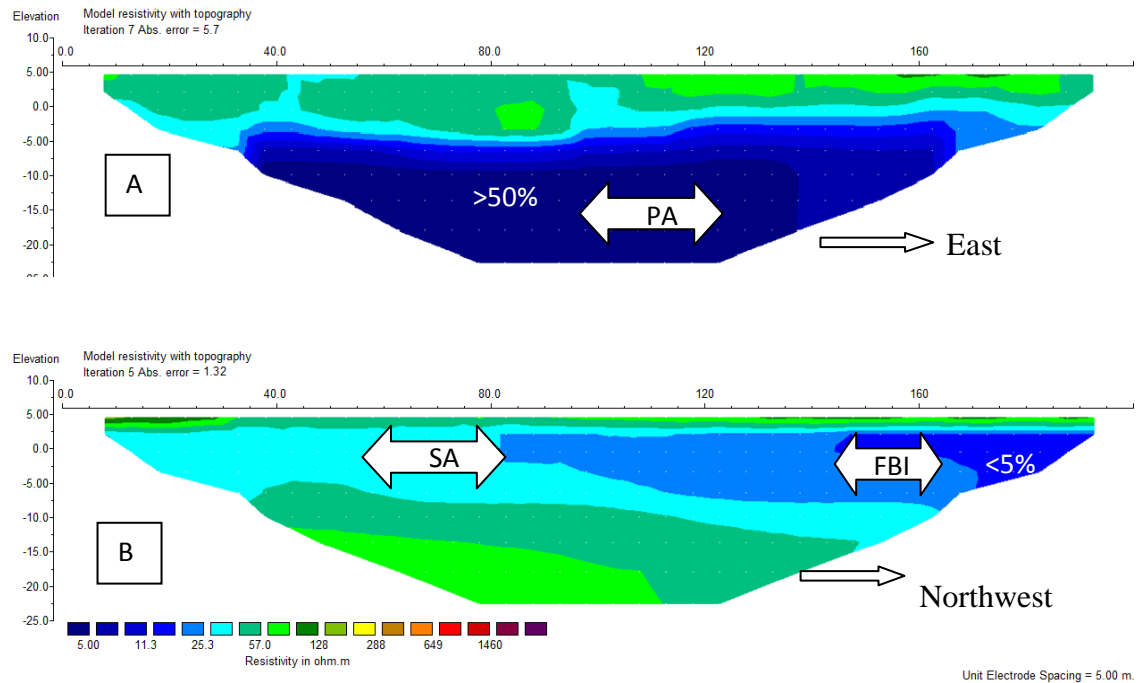 Elevation Model resistivity with topography
Iteration 7 Abs. error = 5.7
10.0 0.0 40.0 80.0 120 160
5.00
0.0
-5.00
-10.0
-15.0
-20.0
-25.0
A
>50%
PA
East
Elevation Model resistivity with topography
Iteration 5 Abs. error = 1.32
10.0 0.0 40.0 80.0 120 160
5.00
0.0
-5.00
-10.0
-15.0
-20.0
-25.0
SA
FBI
<5%
B
Northwest
5.00 11.3 25.3 57.0 128 288 649 1460
Resistivity in ohm.m
Unit Electrode Spacing = 5.00 m.